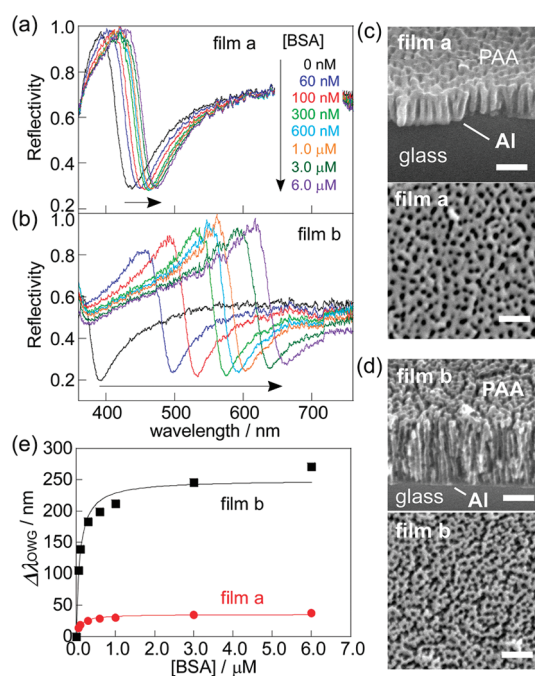 (a)
film a
[BSA]
0 nM
60 nM
100 nM
300 nM
600 nM
1.0 μM
3.0 μM
6.0 μM
Reflectivity
1.0
0.8
0.6
0.4
0.2
(b)
film b
Reflectivity
1.0
0.8
0.6
0.4
0.2
400 500 600 700
wavelength / nm
(c)
film a
PAA
Al
glass
film a
(d)
film b
PAA
glass
Al
film b
(e)
ΔλOWG / nm
300
250
200
150
100
50
0
film b
film a
0.0 1.0 2.0 3.0 4.0 5.0 6.0
[BSA] / μM